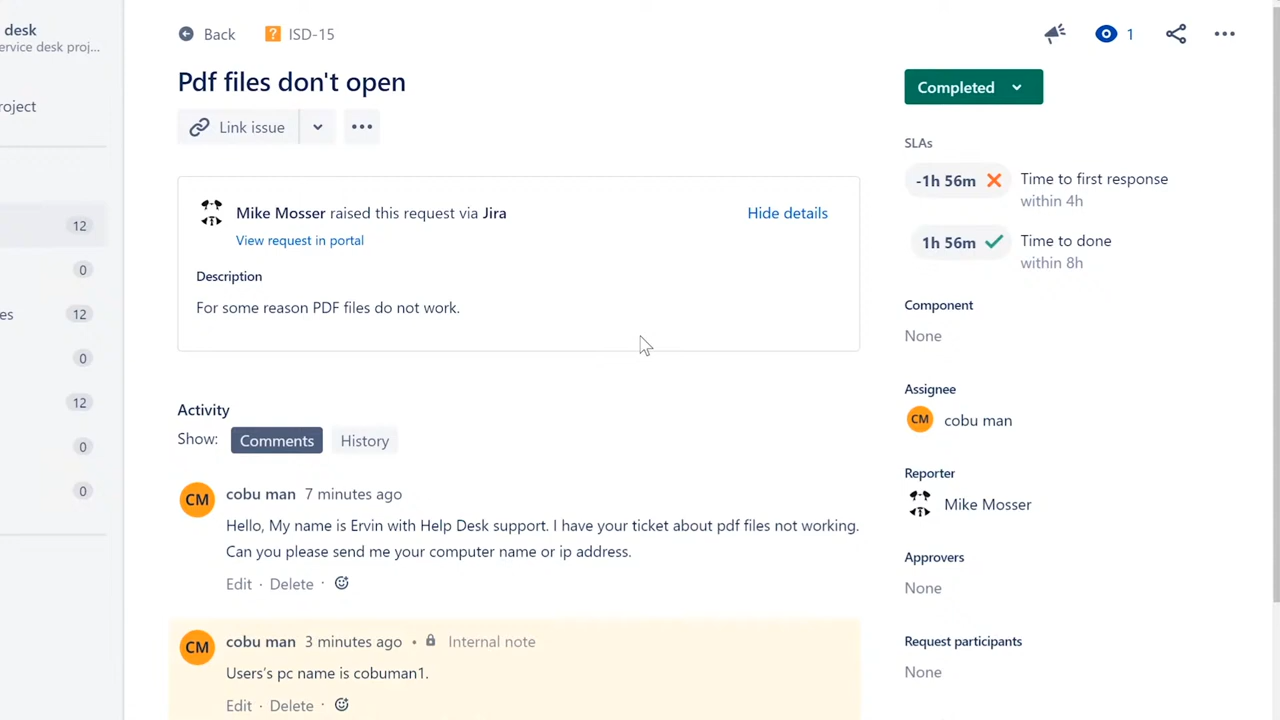 desk
ervice desk proj...
roject
12
0
es 12
0
12
0
0
Back ISD-15
1
Pdf files don't open
Link issue
Mike Mosser raised this request via Jira
Hide details
View request in portal
Description
For some reason PDF files do not work.
Activity
Show: Comments History
CM cobu man 7 minutes ago
Hello, My name is Ervin with Help Desk support. I have your ticket about pdf files not working.
Can you please send me your computer name or ip address.
Edit · Delete ·
CM cobu man 3 minutes ago • Internal note
Users's pc name is cobuman1.
Edit · Delete ·
Completed
SLAs
-1h 56m Time to first response
within 4h
1h 56m Time to done
within 8h
Component
None
Assignee
CM cobu man
Reporter
Mike Mosser
Approvers
None
Request participants
None